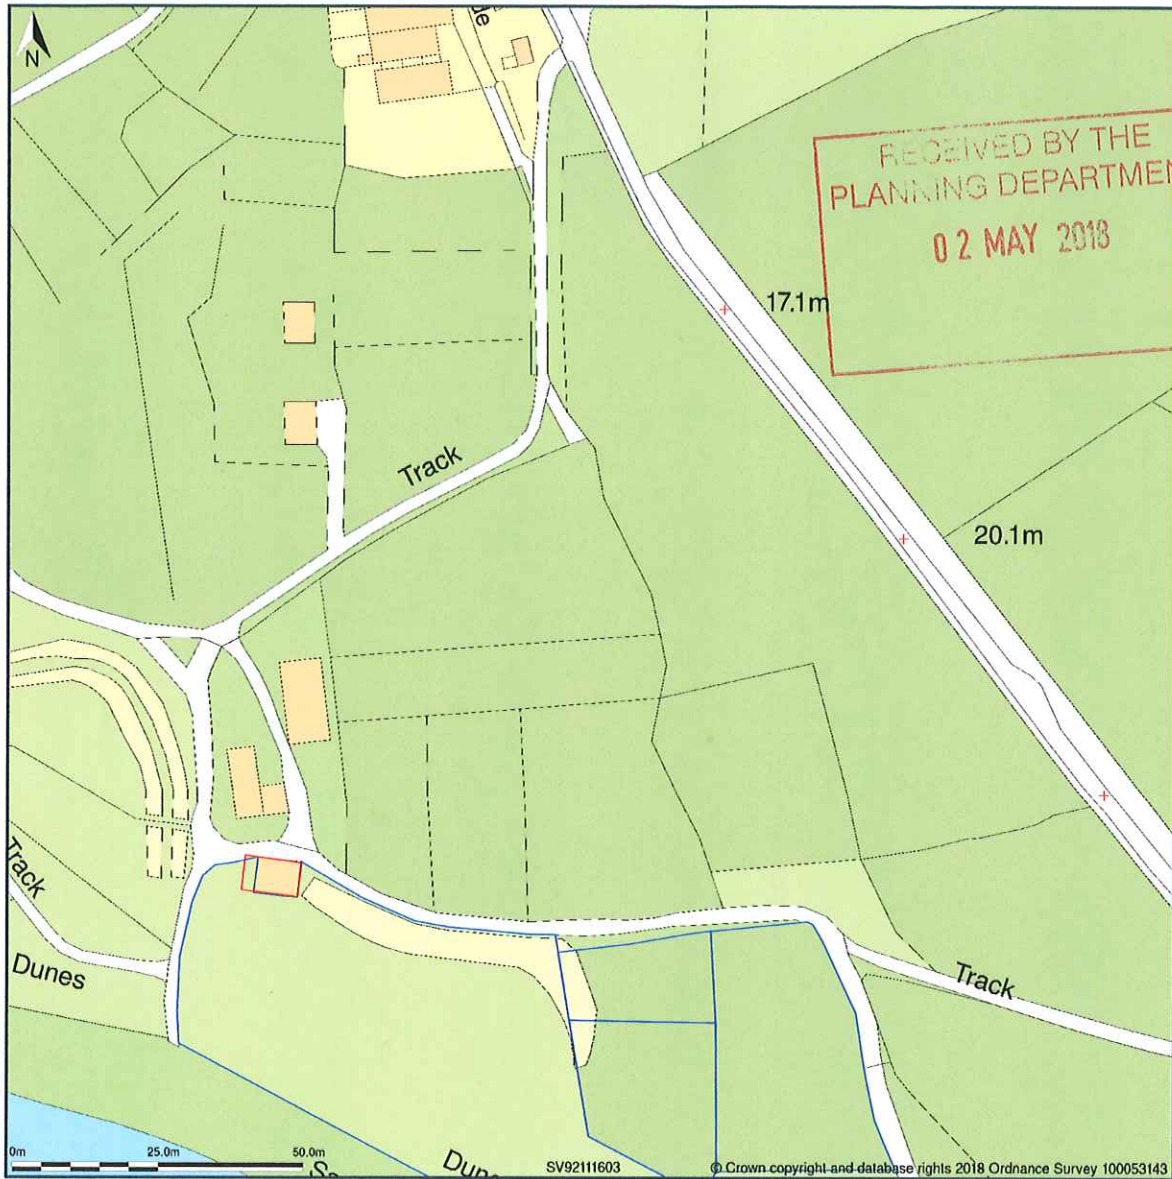 N
RECEIVED BY THE
PLANNING DEPARTMEN
02 MAY 2018
17.1m
Track
20.1m
Track
Dunes
Track
0m 25.0m 50.0m
SV92111603
© Crown copyright and database rights 2018 Ordnance Survey 100053143